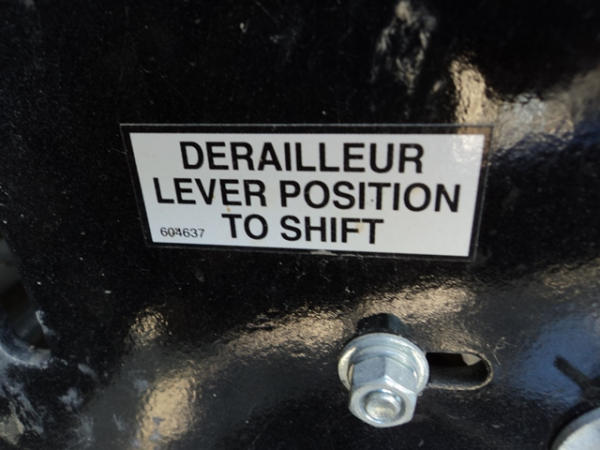 DERAILLEUR
LEVER POSITION
604637 TO SHIFT